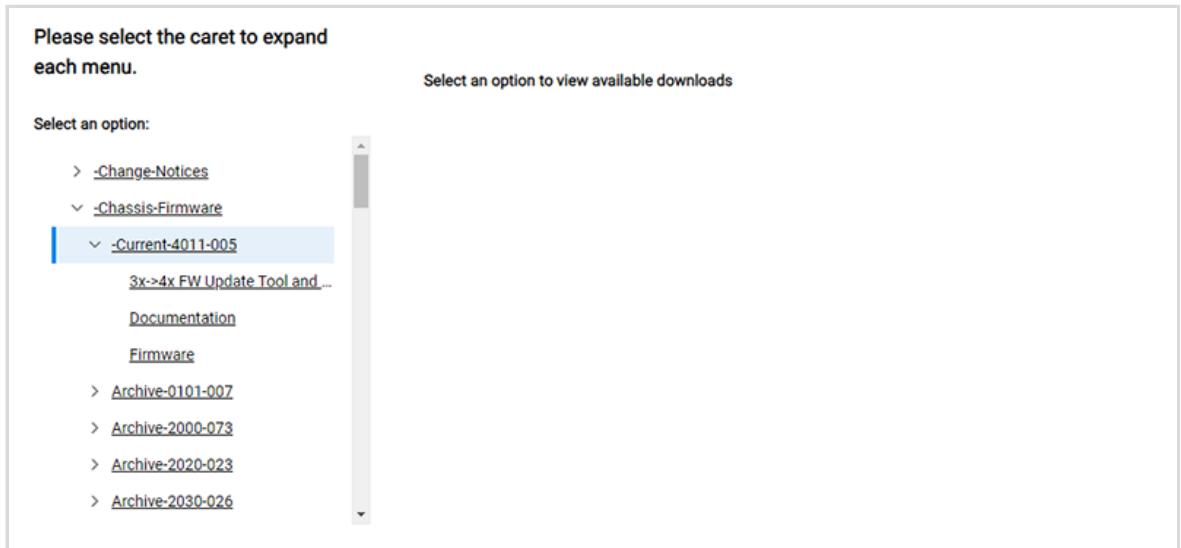 Please select the caret to expand
each menu.
Select an option to view available downloads
Select an option:
-Change-Notices
-Chassis-Firmware
-Current-4011-005
3x->4x FW Update Tool and ...
Documentation
Firmware
Archive-0101-007
Archive-2000-073
Archive-2020-023
Archive-2030-026